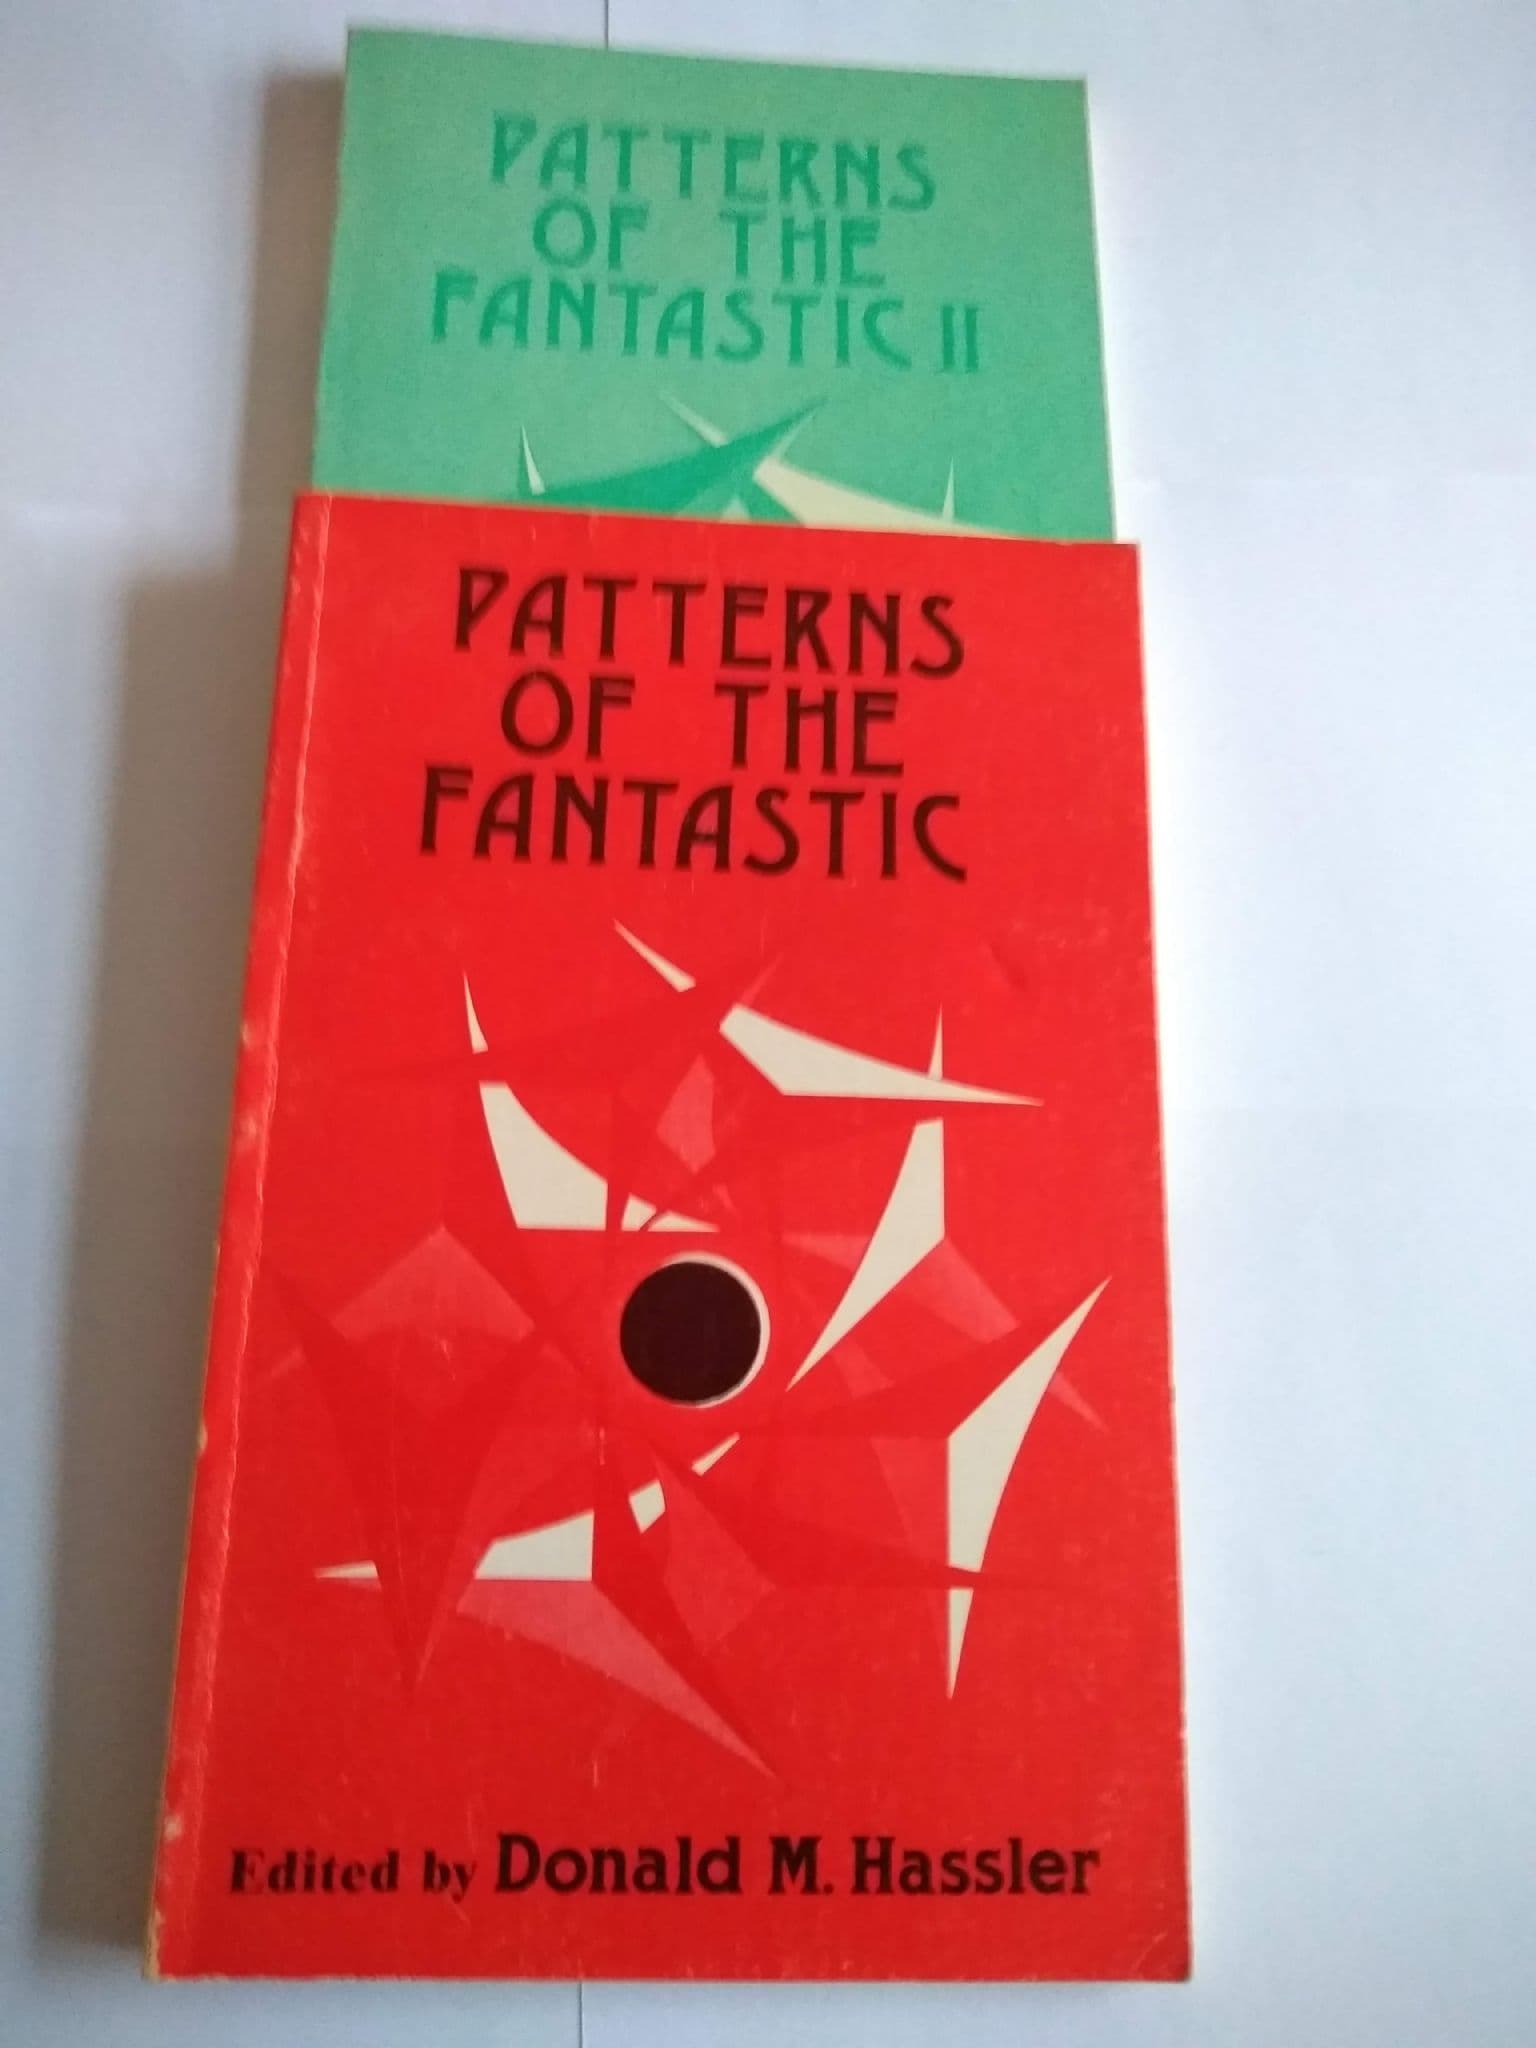 PATTERNS
OF THE
FANTASTIC II
PATTERNS
OF THE
FANTASTIC
Edited by Donald M. Hassler